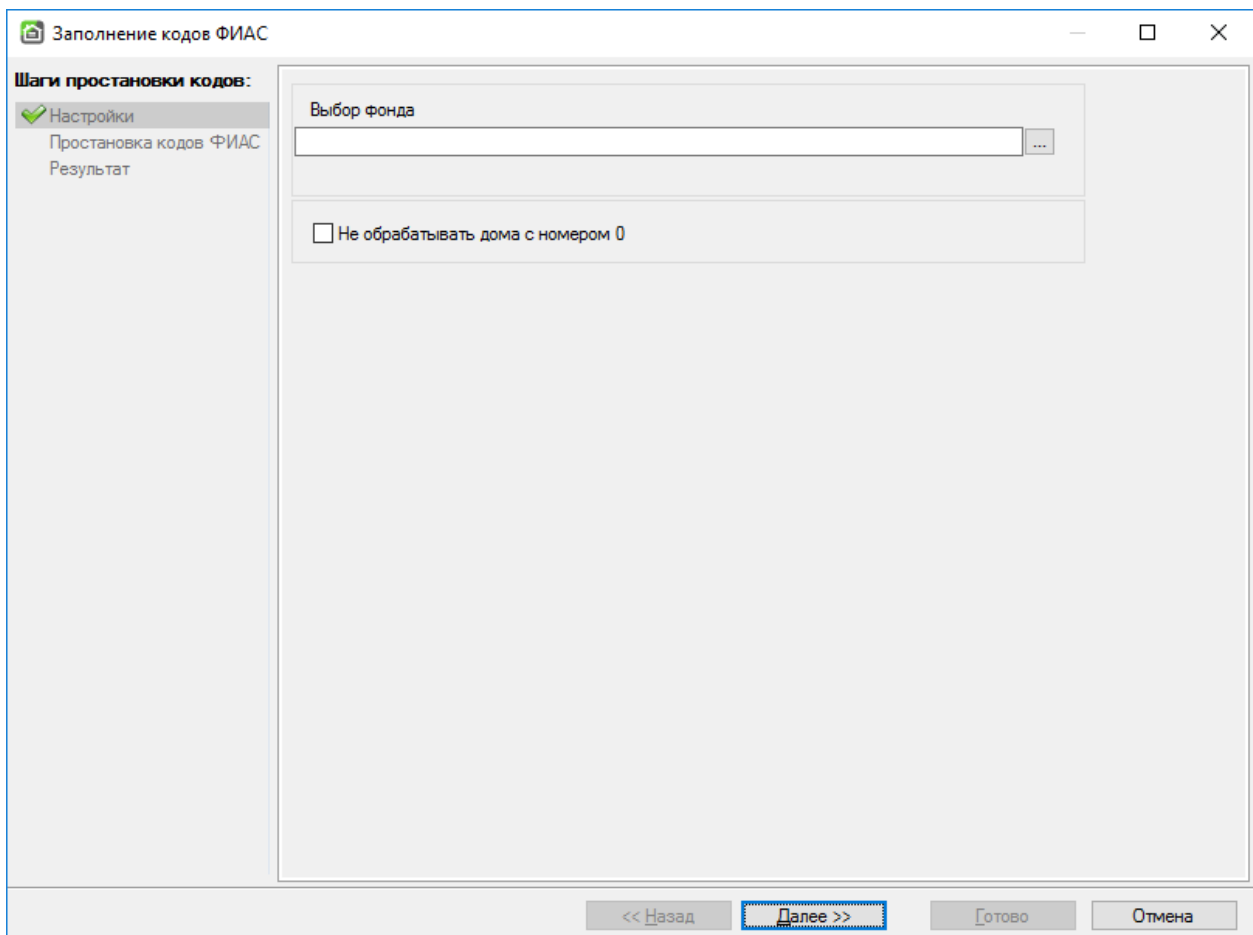 Заполнение кодов ФИАС
Шаги простановки кодов:
Настройки
Простановка кодов ФИАС
Результат
Выбор фонда
...
Не обрабатывать дома с номером 0
<< Назад
Далее >>
Готово
Отмена